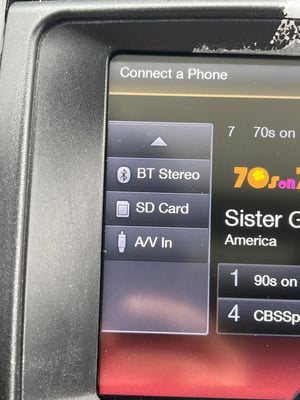 Connect a Phone
7 70s on
BT Stereo
70s on 7
SD Card
Sister G
A/V In
America
1 90s on
4 CBSSp